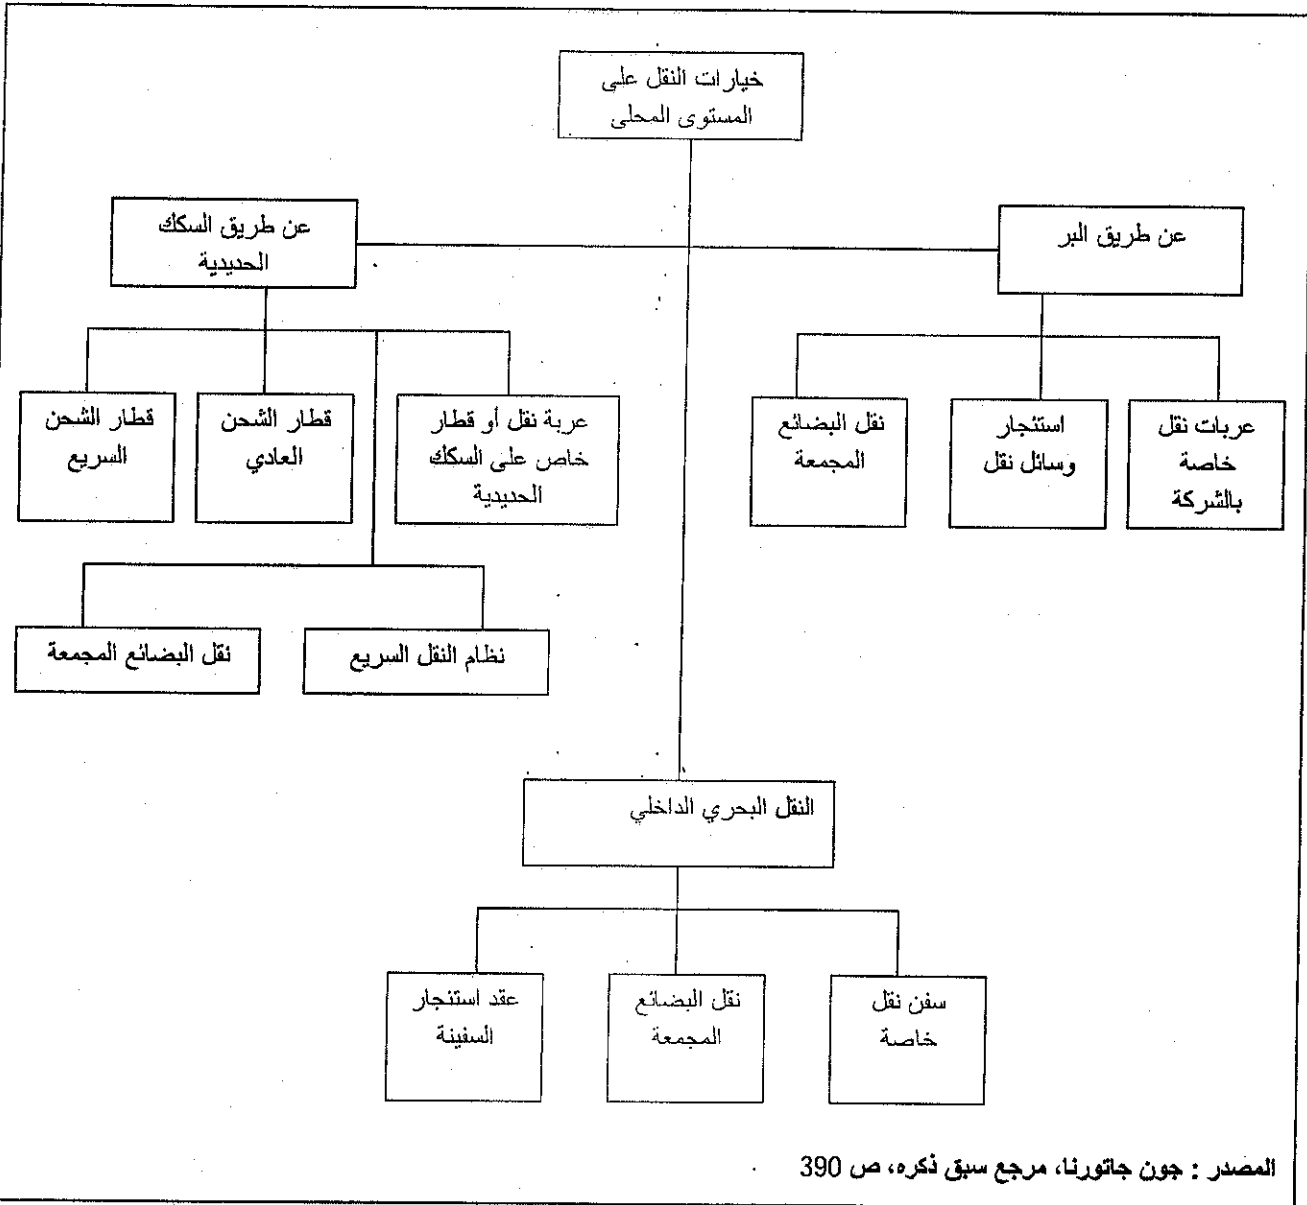 خيارات النقل على
المستوى المحلى
عن طريق البر
عن طريق السكك
الحديدية
عربات نقل
خاصة
بالشركة
استئجار
وسائل نقل
نقل البضائع
المجمعة
عربة نقل أو قطار
خاص على السكك
الحديدية
قطار الشحن
العادي
قطار الشحن
السريع
نظام النقل السريع
نقل البضائع المجمعة
النقل البحري الداخلي
سفن نقل
خاصة
نقل البضائع
المجمعة
عقد استئجار
السفينة
المصدر : جون جاتورنا، مرجع سبق ذكره، ص 390